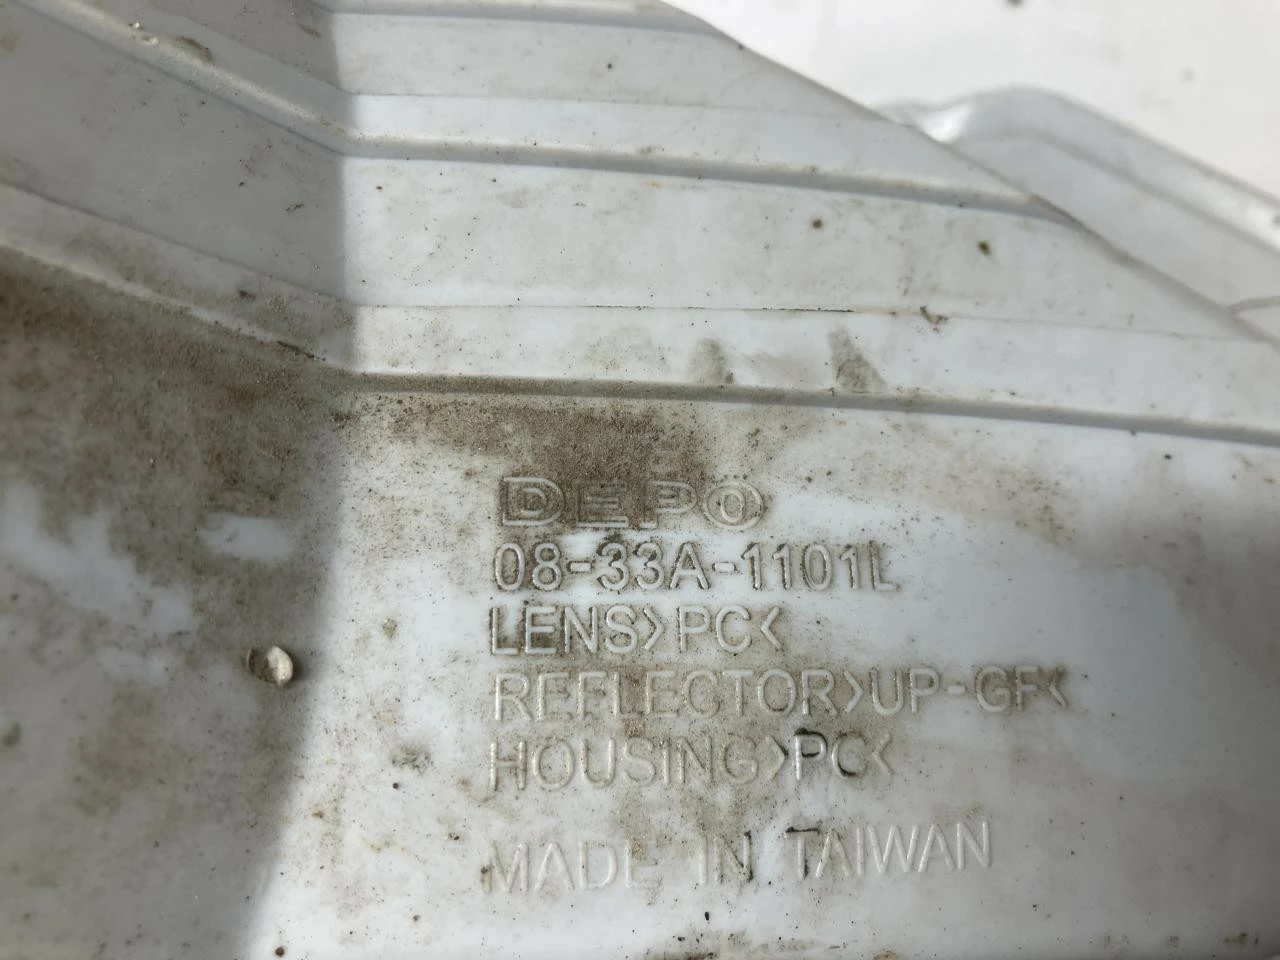 DEPO
08-33A-1101L
LENS>PC<
REFLECTOR>UP-GF<
HOUSING>PC<
MADE IN TAIWAN